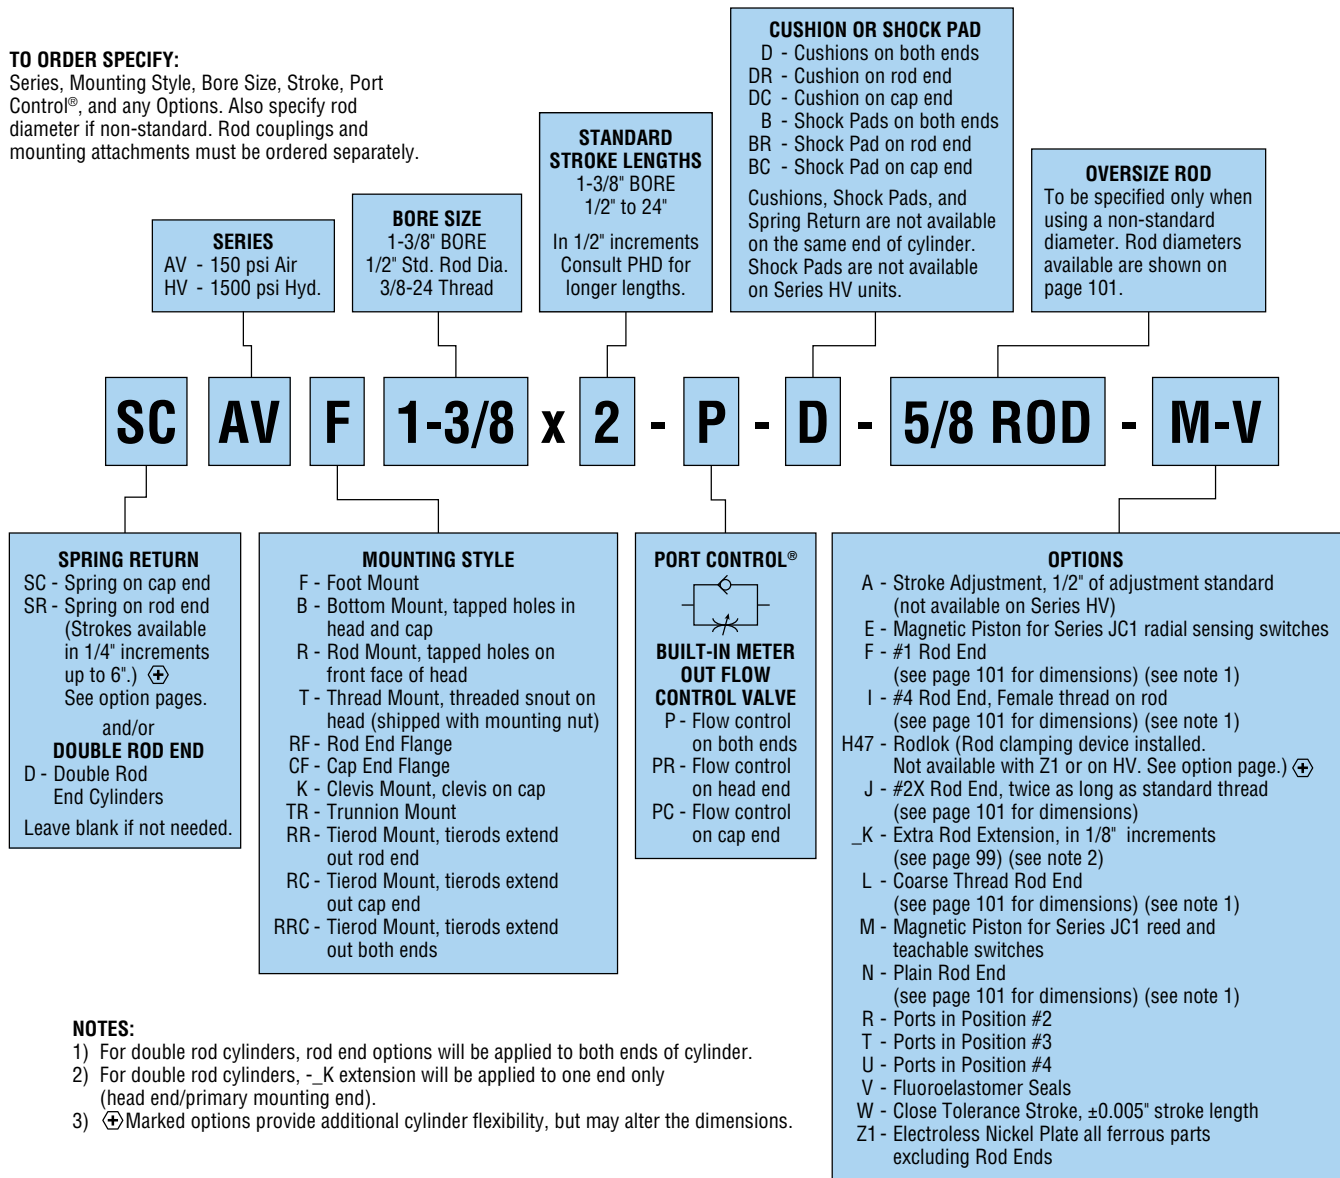 TO ORDER SPECIFY:
Series, Mounting Style, Bore Size, Stroke, Port
Control®, and any Options. Also specify rod
diameter if non-standard. Rod couplings and
mounting attachments must be ordered separately.
SERIES
AV - 150 psi Air
HV - 1500 psi Hyd.
BORE SIZE
1-3/8" BORE
1/2" Std. Rod Dia.
3/8-24 Thread
STANDARD
STROKE LENGTHS
1-3/8" BORE
1/2" to 24"
In 1/2" increments
Consult PHD for
longer lengths.
CUSHION OR SHOCK PAD
D - Cushions on both ends
DR - Cushion on rod end
DC - Cushion on cap end
B - Shock Pads on both ends
BR - Shock Pad on rod end
BC - Shock Pad on cap end
Cushions, Shock Pads, and
Spring Return are not available
on the same end of cylinder.
Shock Pads are not available
on Series HV units.
OVERSIZE ROD
To be specified only when
using a non-standard
diameter. Rod diameters
available are shown on
page 101.
SC AV F 1-3/8 x 2 - P - D - 5/8 ROD - M-V
SPRING RETURN
SC - Spring on cap end
SR - Spring on rod end
(Strokes available
in 1/4" increments
up to 6".)
See option pages.
and/or
DOUBLE ROD END
D - Double Rod
End Cylinders
Leave blank if not needed.
MOUNTING STYLE
F - Foot Mount
B - Bottom Mount, tapped holes in
head and cap
R - Rod Mount, tapped holes on
front face of head
T - Thread Mount, threaded snout on
head (shipped with mounting nut)
RF - Rod End Flange
CF - Cap End Flange
K - Clevis Mount, clevis on cap
TR - Trunnion Mount
RR - Tierod Mount, tierods extend
out rod end
RC - Tierod Mount, tierods extend
out cap end
RRC - Tierod Mount, tierods extend
out both ends
PORT CONTROL®
BUILT-IN METER
OUT FLOW
CONTROL VALVE
P - Flow control
on both ends
PR - Flow control
on head end
PC - Flow control
on cap end
OPTIONS
A - Stroke Adjustment, 1/2" of adjustment standard
(not available on Series HV)
E - Magnetic Piston for Series JC1 radial sensing switches
F - #1 Rod End
(see page 101 for dimensions) (see note 1)
I - #4 Rod End, Female thread on rod
(see page 101 for dimensions) (see note 1)
H47 - Rodlok (Rod clamping device installed.
Not available with Z1 or on HV. See option page.)
J - #2X Rod End, twice as long as standard thread
(see page 101 for dimensions)
_K - Extra Rod Extension, in 1/8" increments
(see page 99) (see note 2)
L - Coarse Thread Rod End
(see page 101 for dimensions) (see note 1)
M - Magnetic Piston for Series JC1 reed and
teachable switches
N - Plain Rod End
(see page 101 for dimensions) (see note 1)
R - Ports in Position #2
T - Ports in Position #3
U - Ports in Position #4
V - Fluoroelastomer Seals
W - Close Tolerance Stroke, ±0.005" stroke length
Z1 - Electroless Nickel Plate all ferrous parts
excluding Rod Ends
NOTES:
1) For double rod cylinders, rod end options will be applied to both ends of cylinder.
2) For double rod cylinders, -_K extension will be applied to one end only
(head end/primary mounting end).
3) Marked options provide additional cylinder flexibility, but may alter the dimensions.